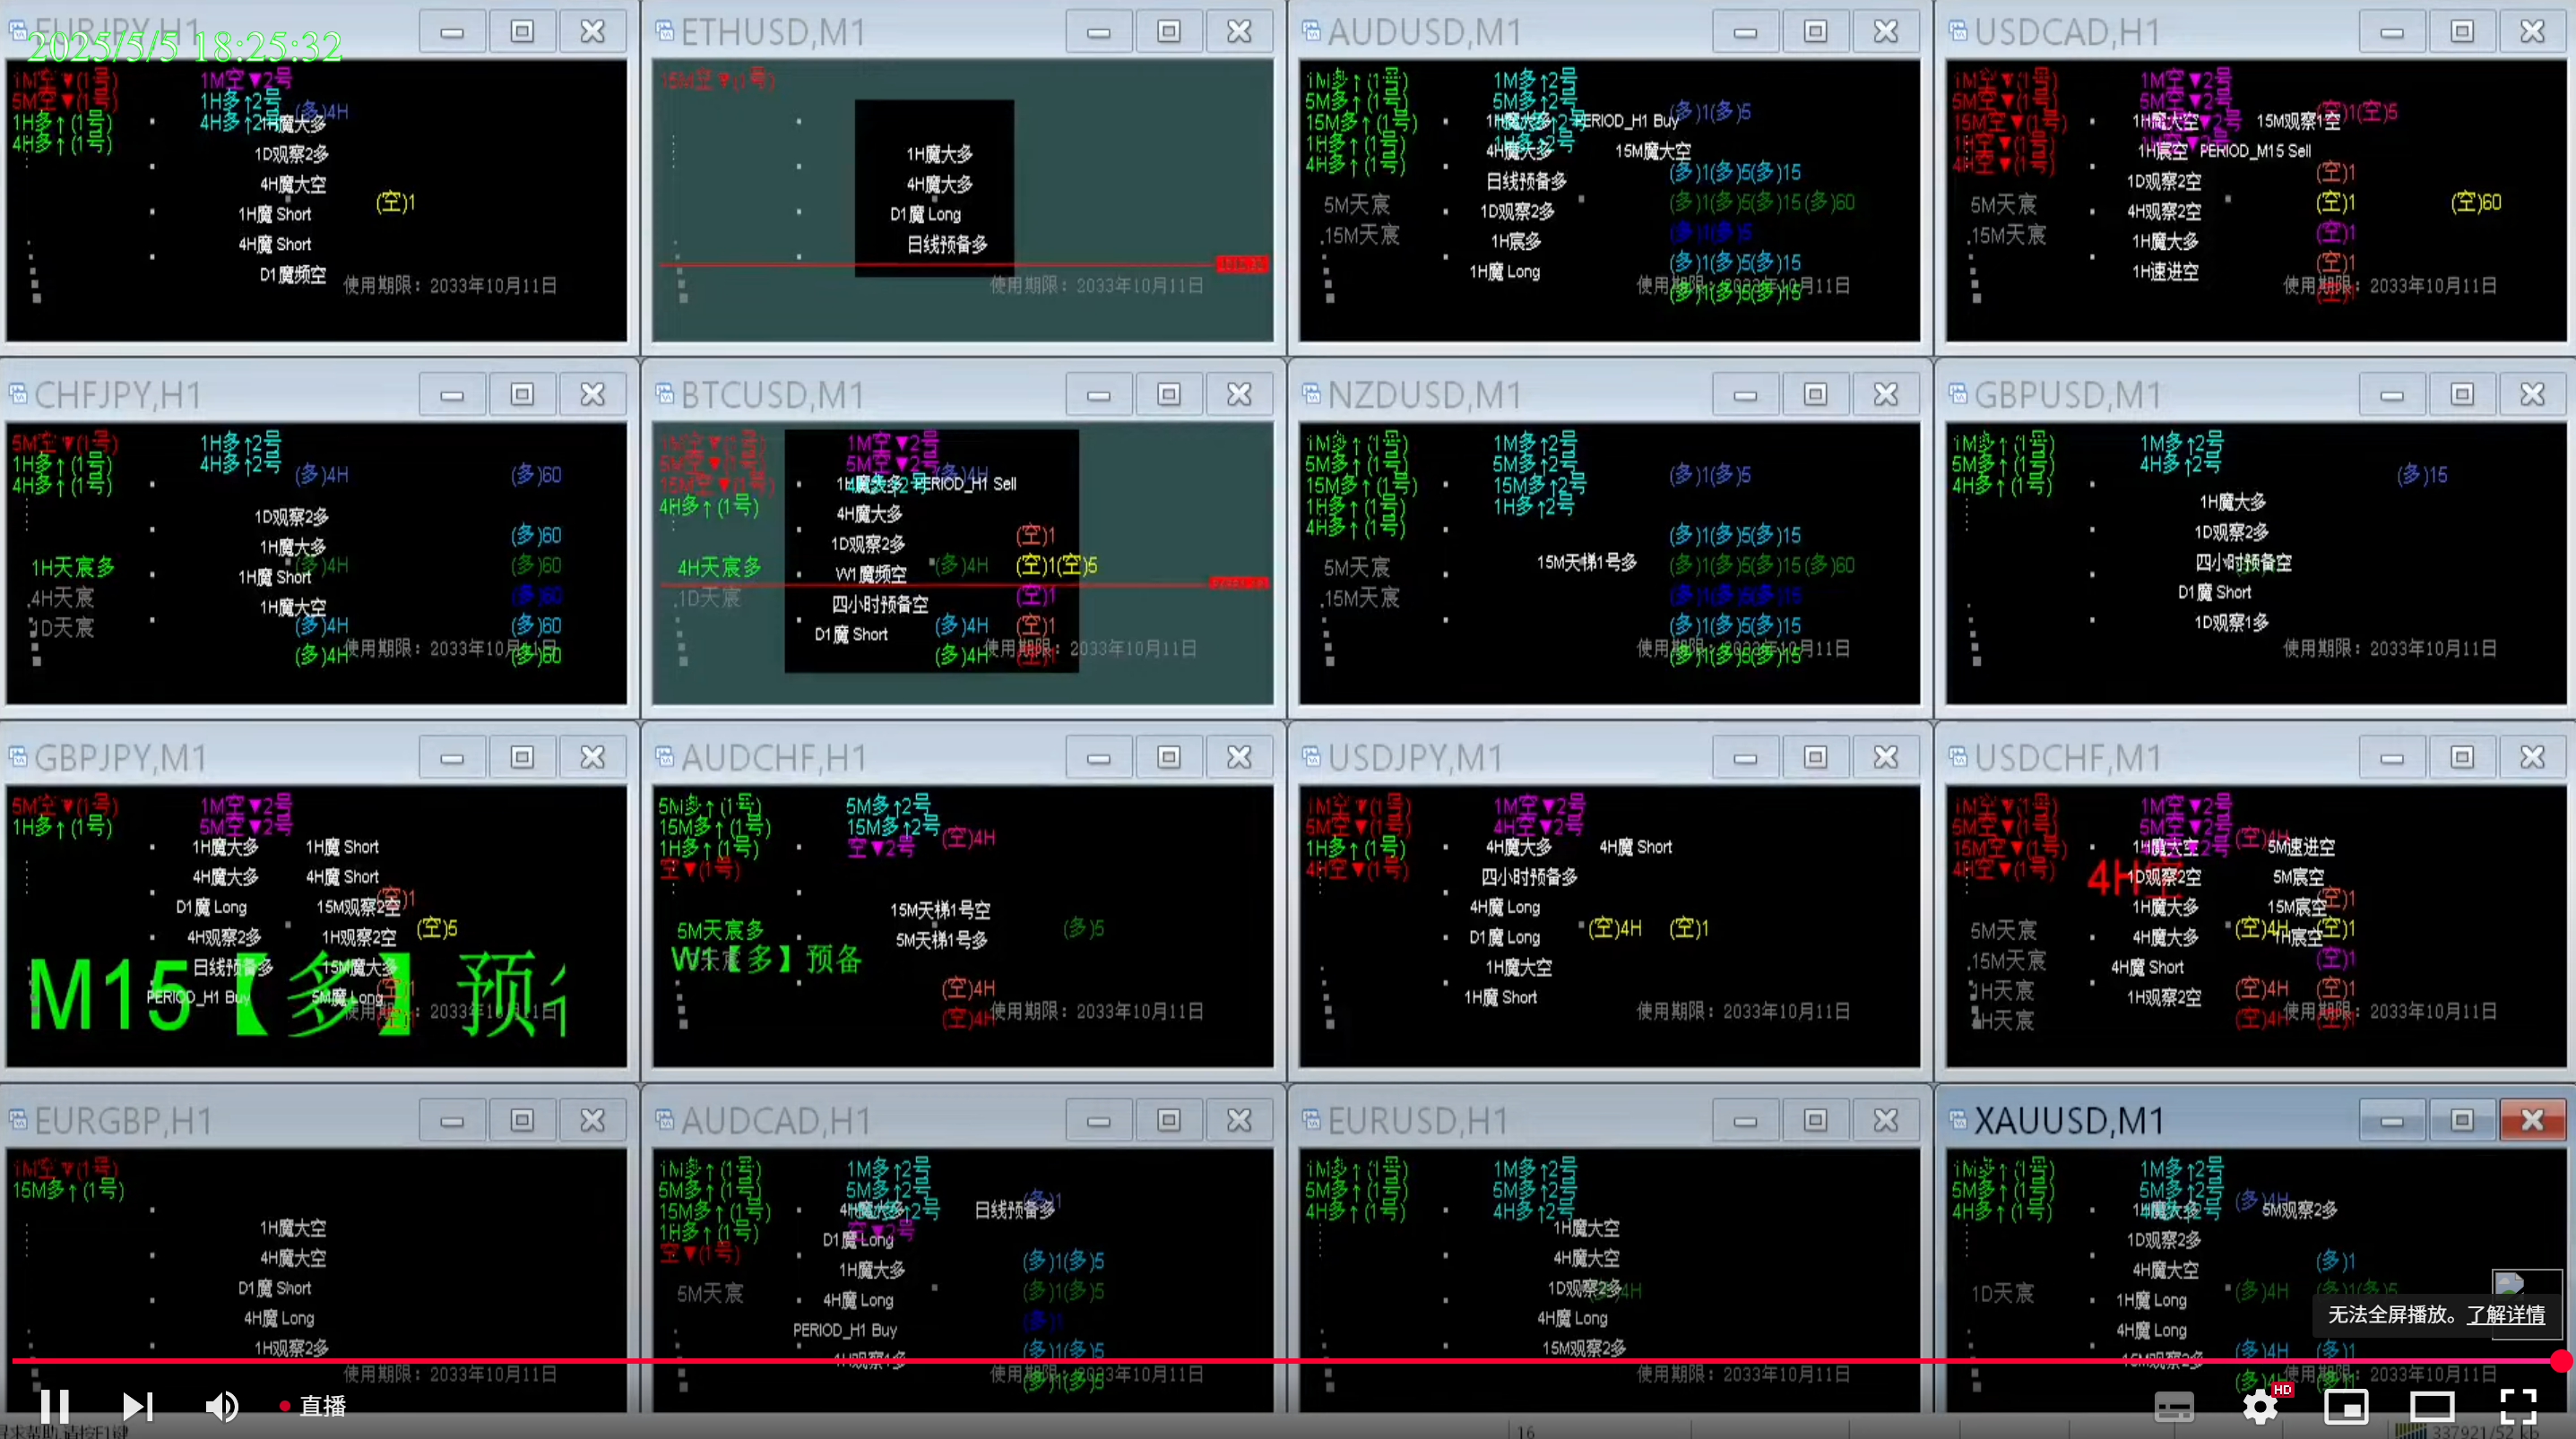 EURJPY,H1
2025/5/5 18:25:32
1M空▼(1号)
5M空▼(1号)
1H多↑(1号)
4H多↑(1号)
1M空▼2号
1H多↑2号
4H多↑2号
(多)4H
1H魔大多
1D观察2多
4H魔大空
(空)1
1H魔 Short
4H魔 Short
D1魔频空
使用期限：2033年10月11日
ETHUSD,M1
15M空▼(1号)
1H魔大多
4H魔大多
D1魔 Long
日线预备多
使用期限：2033年10月11日
AUDUSD,M1
1M多↑(1号)
5M多↑(1号)
15M多↑(1号)
1H多↑(1号)
4H多↑(1号)
1M多↑2号
5M多↑2号
1H多↑2号
(多)1(多)5
1H魔大多
PERIOD_H1 Buy
4H魔大多
15M魔大空
(多)1(多)5(多)15
日线预备多
5M天宸
(多)1(多)5(多)15(多)60
1D观察2多
.15M天宸
(多)1(多)5
1H宸多
(多)1(多)5(多)15
1H魔 Long
(多)1(多)5(多)15
USDCAD,H1
1M空▼(1号)
5M空▼(1号)
15M空▼(1号)
1H空▼(1号)
4H空▼(1号)
1M空▼2号
5M空▼2号
(空)1(空)5
1H魔大空
15M观察1空
1H宸空
PERIOD_M15 Sell
(空)1
1D观察2空
5M天宸
(空)1
(空)60
4H观察2空
.15M天宸
(空)1
1H魔大多
(空)1
1H速进空
使用期限：2033年10月11日
CHFJPY,H1
5M空▼(1号)
1H多↑(1号)
4H多↑(1号)
1H多↑2号
4H多↑2号
(多)4H
(多)60
1D观察2多
(多)60
1H魔大多
1H天宸多
(多)4H
(多)60
1H魔 Short
.4H天宸
(多)60
1H魔大空
1D天宸
(多)4H
(多)60
(多)4H
(多)60
BTCUSD,M1
1M空▼(1号)
5M空▼(1号)
15M空▼(1号)
4H多↑(1号)
1M空▼2号
5M空▼2号
(多)4H
1H魔大多
PERIOD_H1 Sell
4H魔大多
(空)1
1D观察2多
4H天宸多
(多)4H
(空)1(空)5
W1魔频空
.1D天宸
(空)1
四小时预备空
(多)4H
(空)1
D1魔 Short
(多)4H
使用期限：2033年10月11日
NZDUSD,M1
1M多↑(1号)
5M多↑(1号)
15M多↑(1号)
1H多↑(1号)
4H多↑(1号)
1M多↑2号
5M多↑2号
15M多↑2号
1H多↑2号
(多)1(多)5
(多)1(多)5(多)15
15M天梯1号多
5M天宸
(多)1(多)5(多)15(多)60
.15M天宸
(多)1(多)5(多)15
(多)1(多)5(多)15
(多)1(多)5(多)15
GBPUSD,M1
1M多↑(1号)
5M多↑(1号)
4H多↑(1号)
1M多↑2号
4H多↑2号
(多)15
1H魔大多
1D观察2多
四小时预备空
D1魔 Short
1D观察1多
使用期限：2033年10月11日
GBPJPY,M1
5M空▼(1号)
1H多↑(1号)
1M空▼2号
5M空▼2号
1H魔大多
1H魔 Short
4H魔大多
4H魔 Short
(空)1
D1魔 Long
15M观察2空
(空)5
4H观察2多
1H观察2空
日线预备多
15M魔大多
M15【多】预
PERIOD_H1 Buy
5M魔 Long
使用期限：2033年10月11日
AUDCHF,H1
5M多↑(1号)
15M多↑(1号)
1H多↑(1号)
空▼(1号)
5M多↑2号
15M多↑2号
空▼2号
(空)4H
15M天梯1号空
5M天宸多
(多)5
5M天梯1号多
W1【多】预备
(空)4H
(空)4H
使用期限：2033年10月11日
USDJPY,M1
1M空▼(1号)
5M空▼(1号)
1H多↑(1号)
4H空▼(1号)
1M空▼2号
4H空▼2号
4H魔大多
4H魔 Short
四小时预备多
4H魔 Long
(空)4H
(空)1
D1魔 Long
1H魔大空
1H魔 Short
使用期限：2033年10月11日
USDCHF,M1
1M空▼(1号)
5M空▼(1号)
15M空▼(1号)
4H空▼(1号)
1M空▼2号
5M空▼2号
(空)4H
1H魔大空
5M速进空
4H空
1D观察2空
5M宸空
(空)1
1H魔大多
15M宸空
5M天宸
(空)4H
(空)1
4H魔大多
1H宸空
.15M天宸
(空)1
4H魔 Short
1H天宸
(空)4H
(空)1
1H观察2空
4H天宸
(空)4H
使用期限：2033年10月11日
EURGBP,H1
1M空▼(1号)
15M多↑(1号)
1H魔大空
4H魔大空
D1魔 Short
4H魔 Long
1H观察2多
使用期限：2033年10月11日
AUDCAD,H1
1M多↑(1号)
5M多↑(1号)
15M多↑(1号)
1H多↑(1号)
空▼(1号)
1M多↑2号
5M多↑2号
15M多↑2号
空▼2号
(多)1
4H魔大多
日线预备多
D1魔 Long
(多)1(多)5
1H魔大多
5M天宸
(多)1(多)5
4H魔 Long
(多)1
PERIOD_H1 Buy
(多)1(多)5
1H观察1多
(多)1(多)5
EURUSD,H1
1M多↑(1号)
5M多↑(1号)
4H多↑(1号)
1M多↑2号
5M多↑2号
4H多↑2号
1H魔大空
4H魔大空
1D观察2多
4H魔 Long
15M观察2多
使用期限：2033年10月11日
XAUUSD,M1
1M多↑(1号)
5M多↑(1号)
4H多↑(1号)
1M多↑2号
5M多↑2号
(多)4H
1H魔大多
5M观察2多
1D观察2多
(多)1
4H魔大空
1D天宸
(多)4H
(多)1(多)5
1H魔 Long
无法全屏播放。了解详情
4H魔 Long
(多)4H
(多)1
15M观察2多
使用期限：2033年10月11日
直播
HD
16